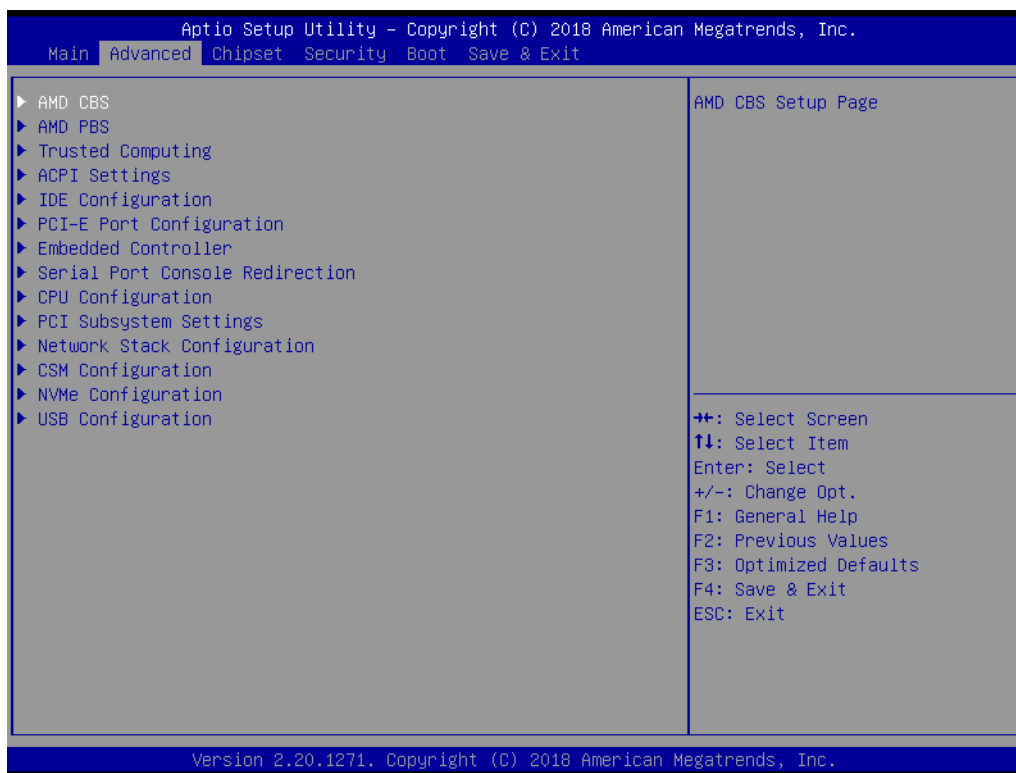 Aptio Setup Utility – Copyright (C) 2018 American Megatrends, Inc.
Main Advanced Chipset Security Boot Save & Exit
AMD CBS
AMD PBS
Trusted Computing
ACPI Settings
IDE Configuration
PCI-E Port Configuration
Embedded Controller
Serial Port Console Redirection
CPU Configuration
PCI Subsystem Settings
Network Stack Configuration
CSM Configuration
NVMe Configuration
USB Configuration
AMD CBS Setup Page
→←: Select Screen
↑↓: Select Item
Enter: Select
+/-: Change Opt.
F1: General Help
F2: Previous Values
F3: Optimized Defaults
F4: Save & Exit
ESC: Exit
Version 2.20.1271. Copyright (C) 2018 American Megatrends, Inc.